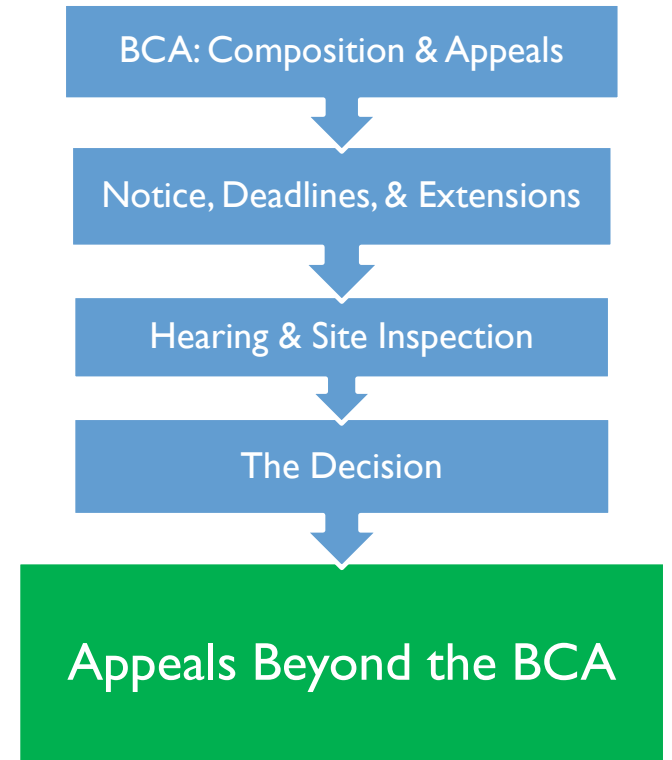 BCA: Composition & Appeals
Notice, Deadlines, & Extensions
Hearing & Site Inspection
The Decision
Appeals Beyond the BCA